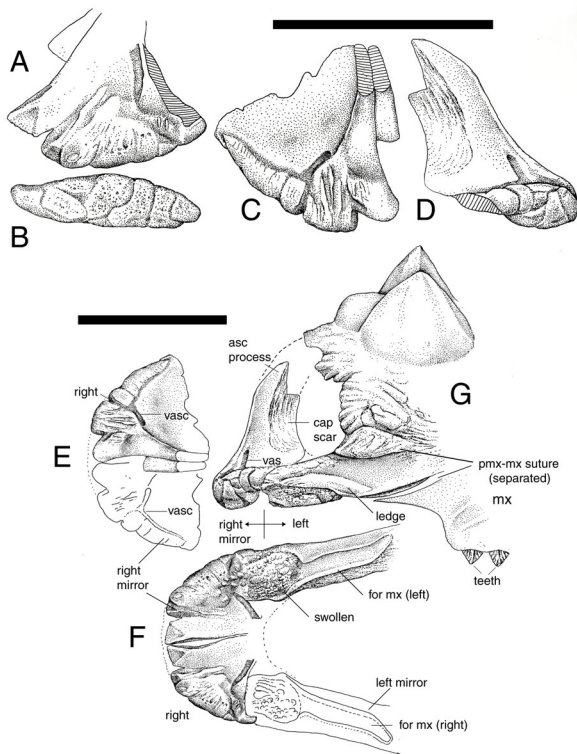 A
B
C
D
asc
process
G
right
vasc
cap
scar
E
vas
pmx-mx suture
(separated)
vasc
mx
right
mirror
left
ledge
right
mirror
teeth
for mx (left)
swollen
F
left mirror
right
for mx (right)